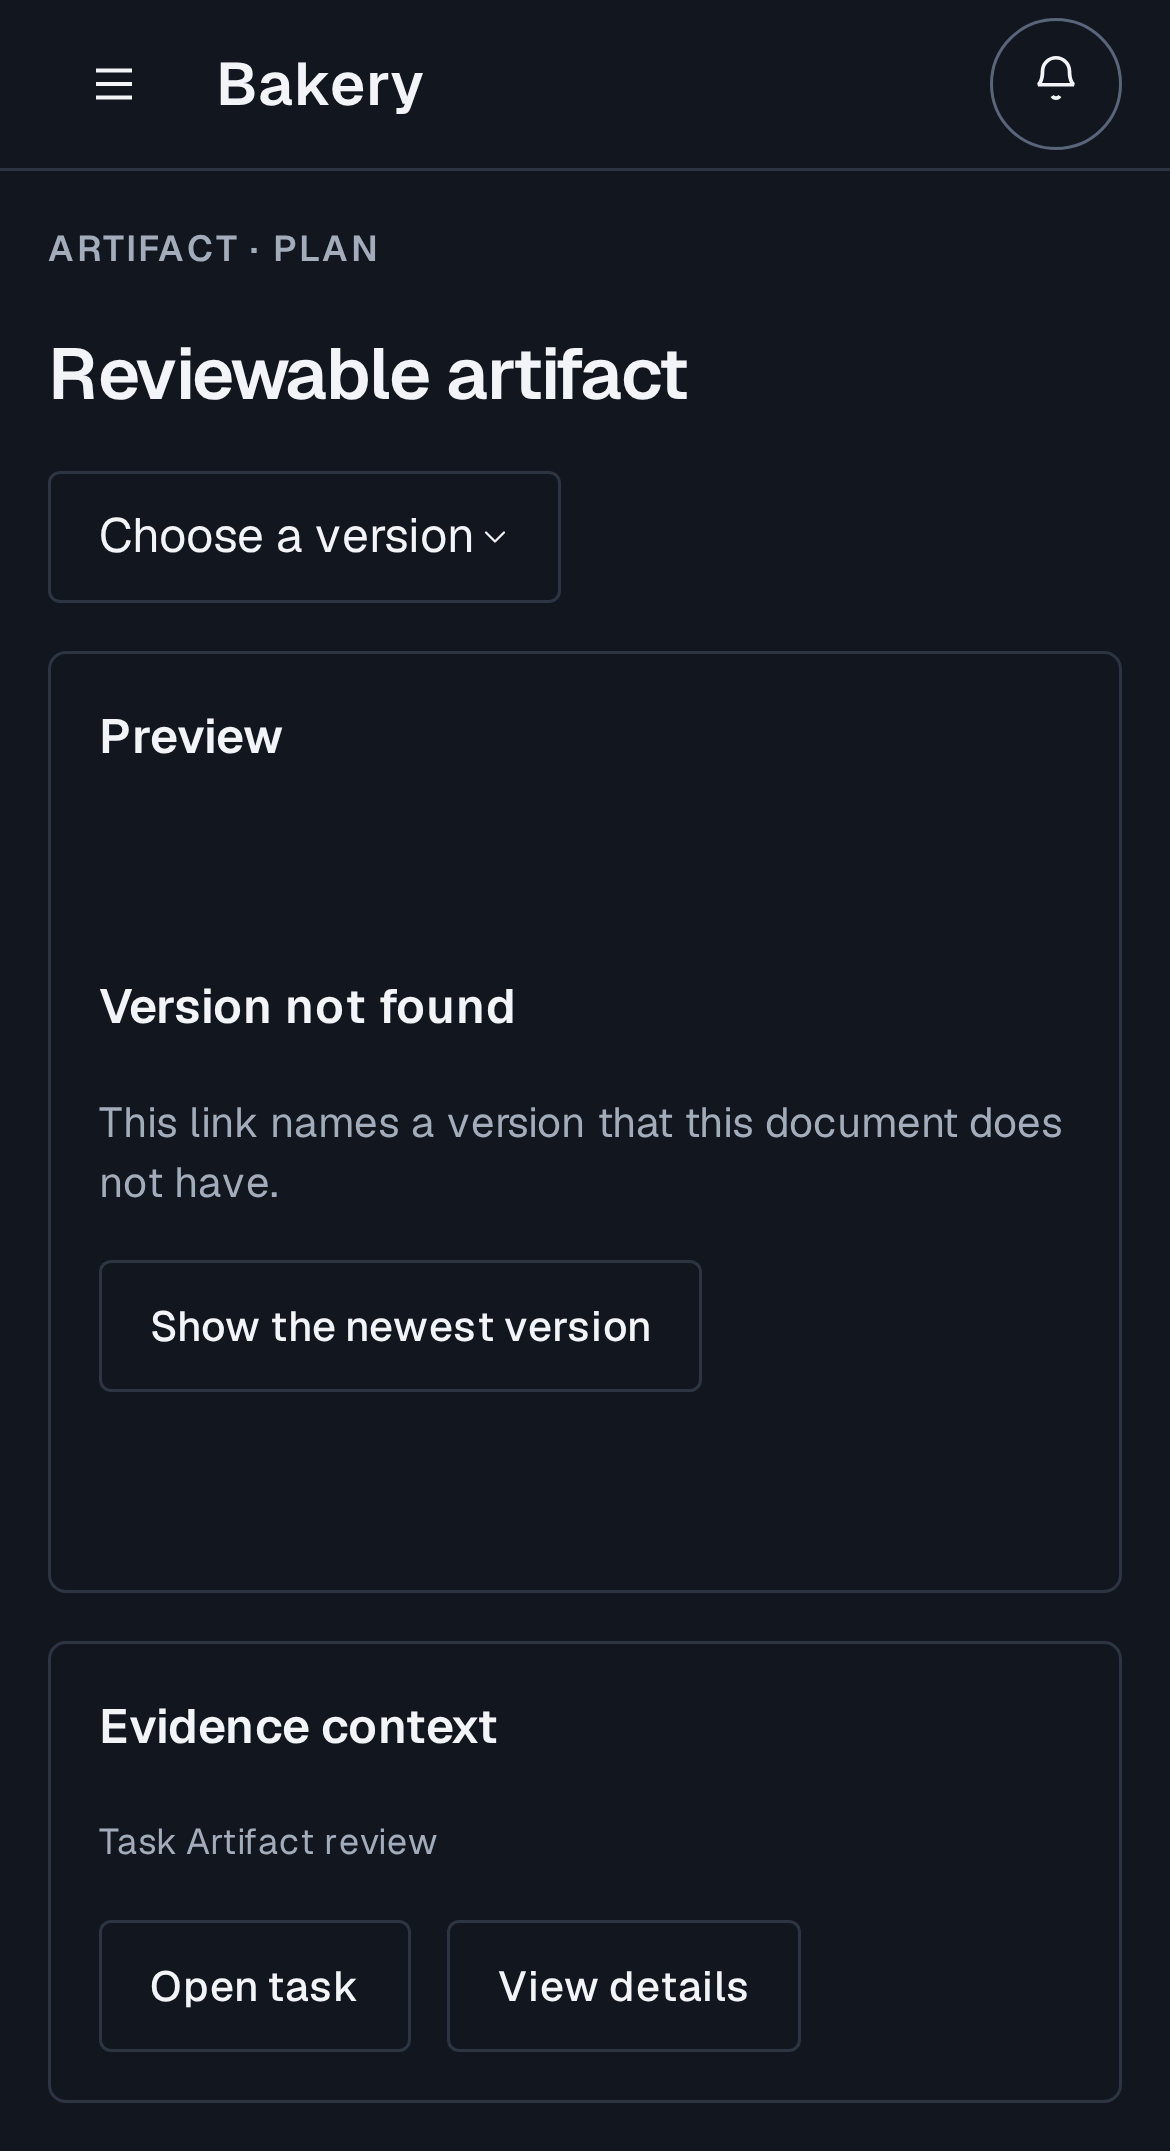 Bakery
ARTIFACT · PLAN
Reviewable artifact
Choose a version
Preview
Version not found
This link names a version that this document does
not have.
Show the newest version
Evidence context
Task Artifact review
Open task
View details